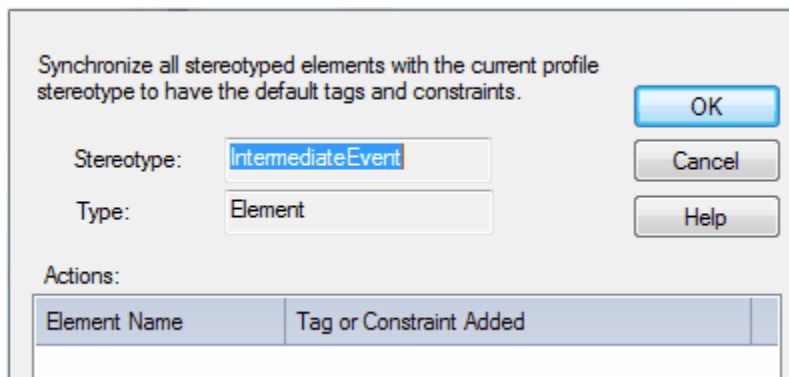 Synchronize all stereotyped elements with the current profile
stereotype to have the default tags and constraints.
OK
Stereotype: IntermediateEvent
Cancel
Type: Element
Help
Actions:
Element Name Tag or Constraint Added